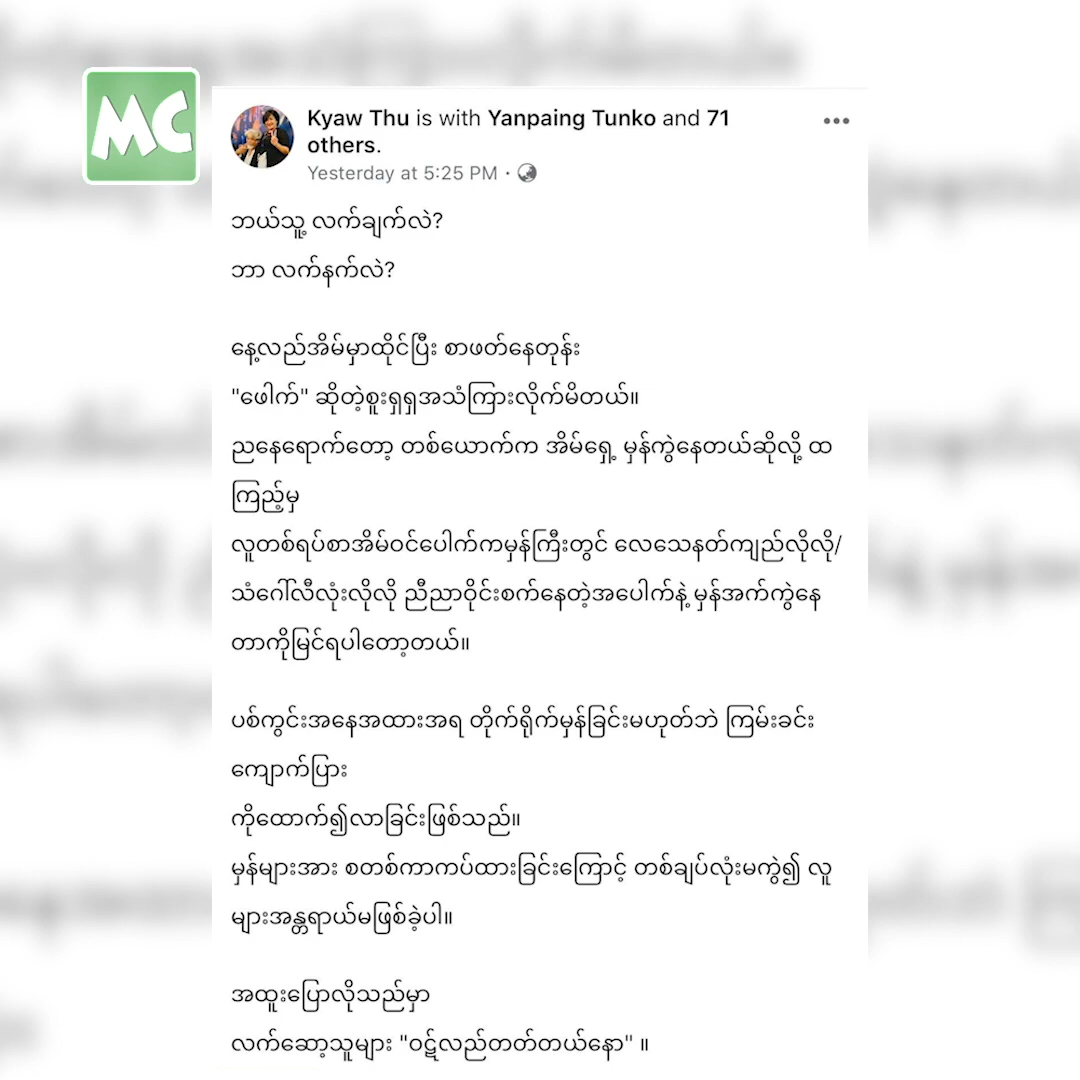 MC
Kyaw Thu is with Yanpaing Tunko and 71
others.
Yesterday at 5:25 PM ·
ဘယ်သူ့ လက်ချက်လဲ?
ဘာ လက်နက်လဲ?
နေ့လည်အိမ်မှာထိုင်ပြီး စာဖတ်နေတုန်း
"ဖေါက်" ဆိုတဲ့စူးရှရှအသံကြားလိုက်မိတယ်။
ညနေရောက်တော့ တစ်ယောက်က အိမ်ရှေ့ မှန်ကွဲနေတယ်ဆိုလို့ ထ
ကြည့်မှ
လူတစ်ရပ်စာအိမ်ဝင်ပေါက်ကမှန်ကြီးတွင် လေသေနတ်ကျည်လိုလို/
သံဂေါ်လီလုံးလိုလို ညီညာဝိုင်းစက်နေတဲ့အပေါက်နဲ့ မှန်အက်ကွဲနေ
တာကိုမြင်ရပါတော့တယ်။
ပစ်ကွင်းအနေအထားအရ တိုက်ရိုက်မှန်ခြင်းမဟုတ်ဘဲ ကြမ်းခင်း
ကျောက်ပြား
ကိုထောက်၍လာခြင်းဖြစ်သည်။
မှန်များအား စတစ်ကာကပ်ထားခြင်းကြောင့် တစ်ချပ်လုံးမကွဲ၍ လူ
များအန္တရာယ်မဖြစ်ခဲ့ပါ။
အထူးပြောလိုသည်မှာ
လက်ဆော့သူများ "ဝဋ်လည်တတ်တယ်နော" ။